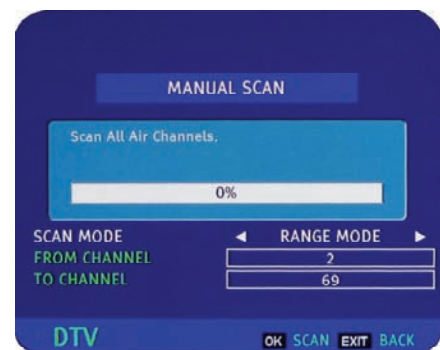 MANUAL SCAN
Scan All Air Channels.
0%
SCAN MODE ◄ RANGE MODE ►
FROM CHANNEL 2
TO CHANNEL 69
DTV OK SCAN EXIT BACK